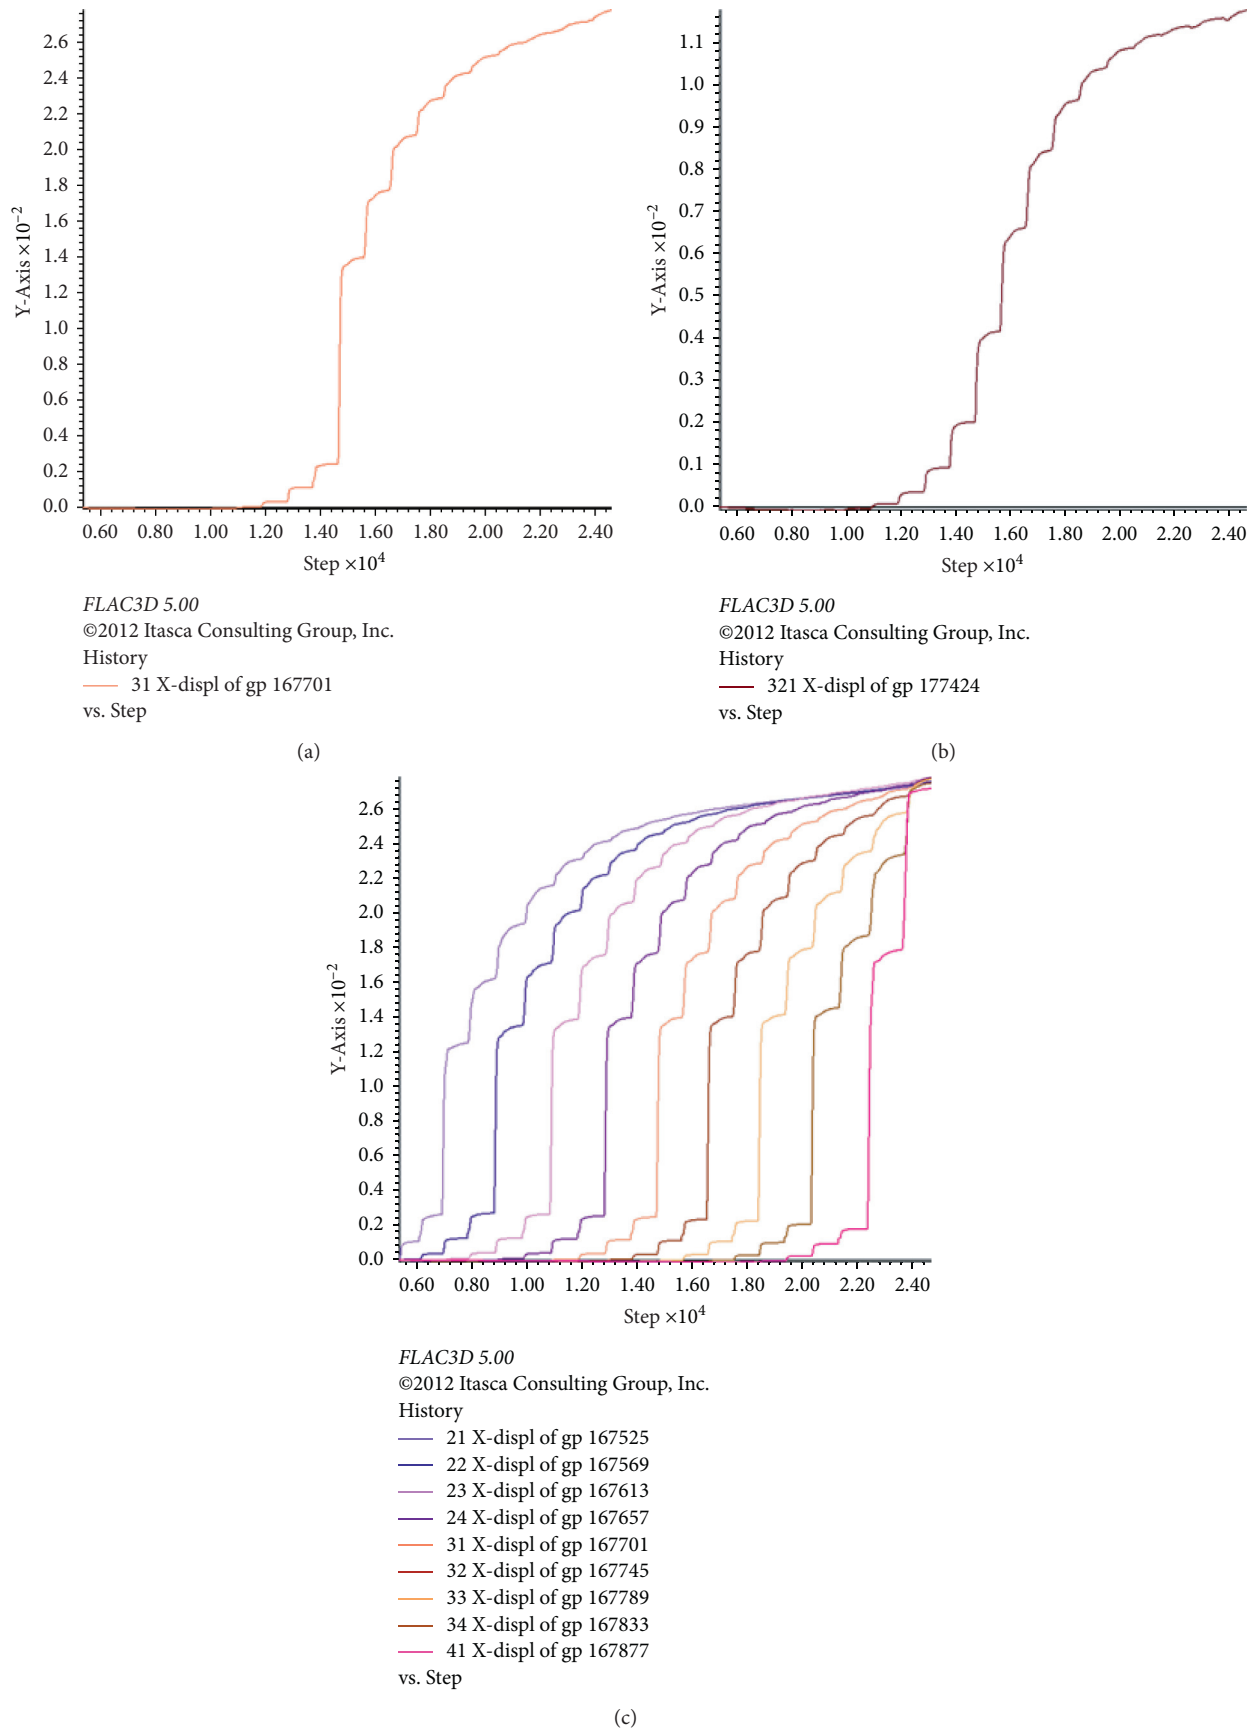 2.6
2.4
2.2
2.0
1.8
1.6
1.4
1.2
1.0
0.8
0.6
0.4
0.2
0.0
Y-Axis ×10⁻²
0.60 1.00 1.40 1.80 2.20
0.80 1.20 1.60 2.00 2.40
Step ×10⁴
FLAC3D 5.00
©2012 Itasca Consulting Group, Inc.
History
31 X-displ of gp 167701
vs. Step
(a)
1.1
1.0
0.9
0.8
0.7
0.6
0.5
0.4
0.3
0.2
0.1
0.0
Y-Axis ×10⁻²
0.60 1.00 1.40 1.80 2.20
0.80 1.20 1.60 2.00 2.40
Step ×10⁴
FLAC3D 5.00
©2012 Itasca Consulting Group, Inc.
History
321 X-displ of gp 177424
vs. Step
(b)
2.6
2.4
2.2
2.0
1.8
1.6
1.4
1.2
1.0
0.8
0.6
0.4
0.2
0.0
Y-Axis ×10⁻²
0.60 1.00 1.40 1.80 2.20
0.80 1.20 1.60 2.00 2.40
Step ×10⁴
FLAC3D 5.00
©2012 Itasca Consulting Group, Inc.
History
21 X-displ of gp 167525
22 X-displ of gp 167569
23 X-displ of gp 167613
24 X-displ of gp 167657
31 X-displ of gp 167701
32 X-displ of gp 167745
33 X-displ of gp 167789
34 X-displ of gp 167833
41 X-displ of gp 167877
vs. Step
(c)